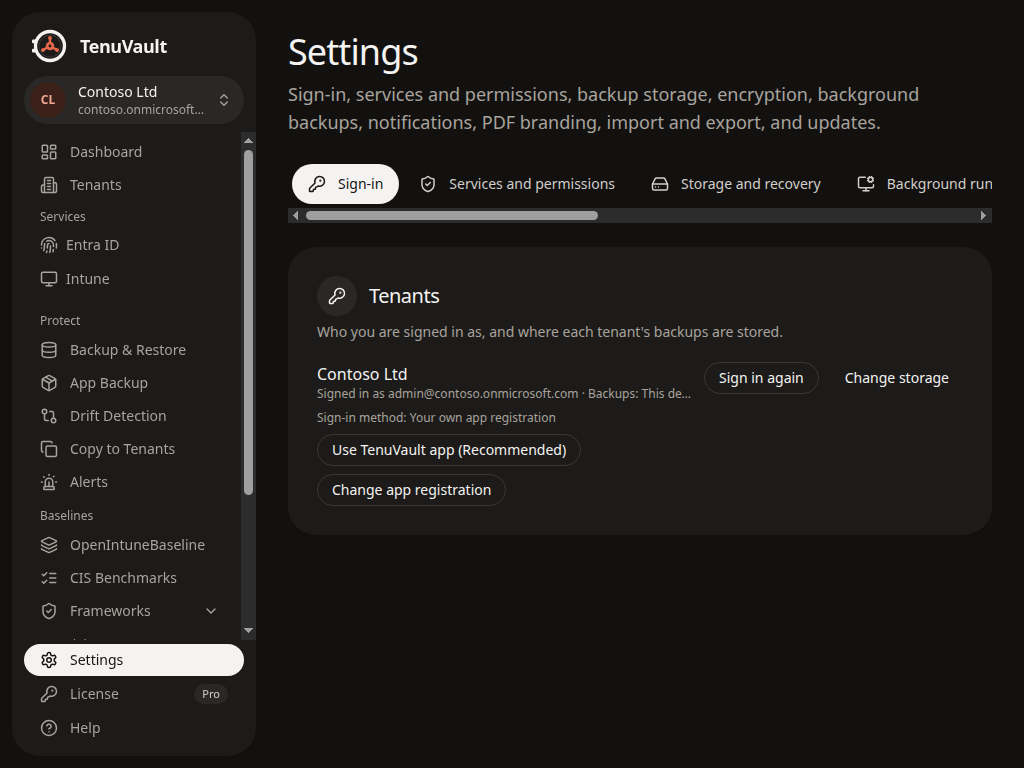 TenuVault
CL
Contoso Ltd
contoso.onmicrosoft...
Dashboard
Tenants
Services
Entra ID
Intune
Protect
Backup & Restore
App Backup
Drift Detection
Copy to Tenants
Alerts
Baselines
OpenIntuneBaseline
CIS Benchmarks
Frameworks
Settings
License
Pro
Help
Settings
Sign-in, services and permissions, backup storage, encryption, background
backups, notifications, PDF branding, import and export, and updates.
Sign-in
Services and permissions
Storage and recovery
Background run
Tenants
Who you are signed in as, and where each tenant's backups are stored.
Contoso Ltd
Signed in as admin@contoso.onmicrosoft.com · Backups: This de...
Sign in again
Change storage
Sign-in method: Your own app registration
Use TenuVault app (Recommended)
Change app registration